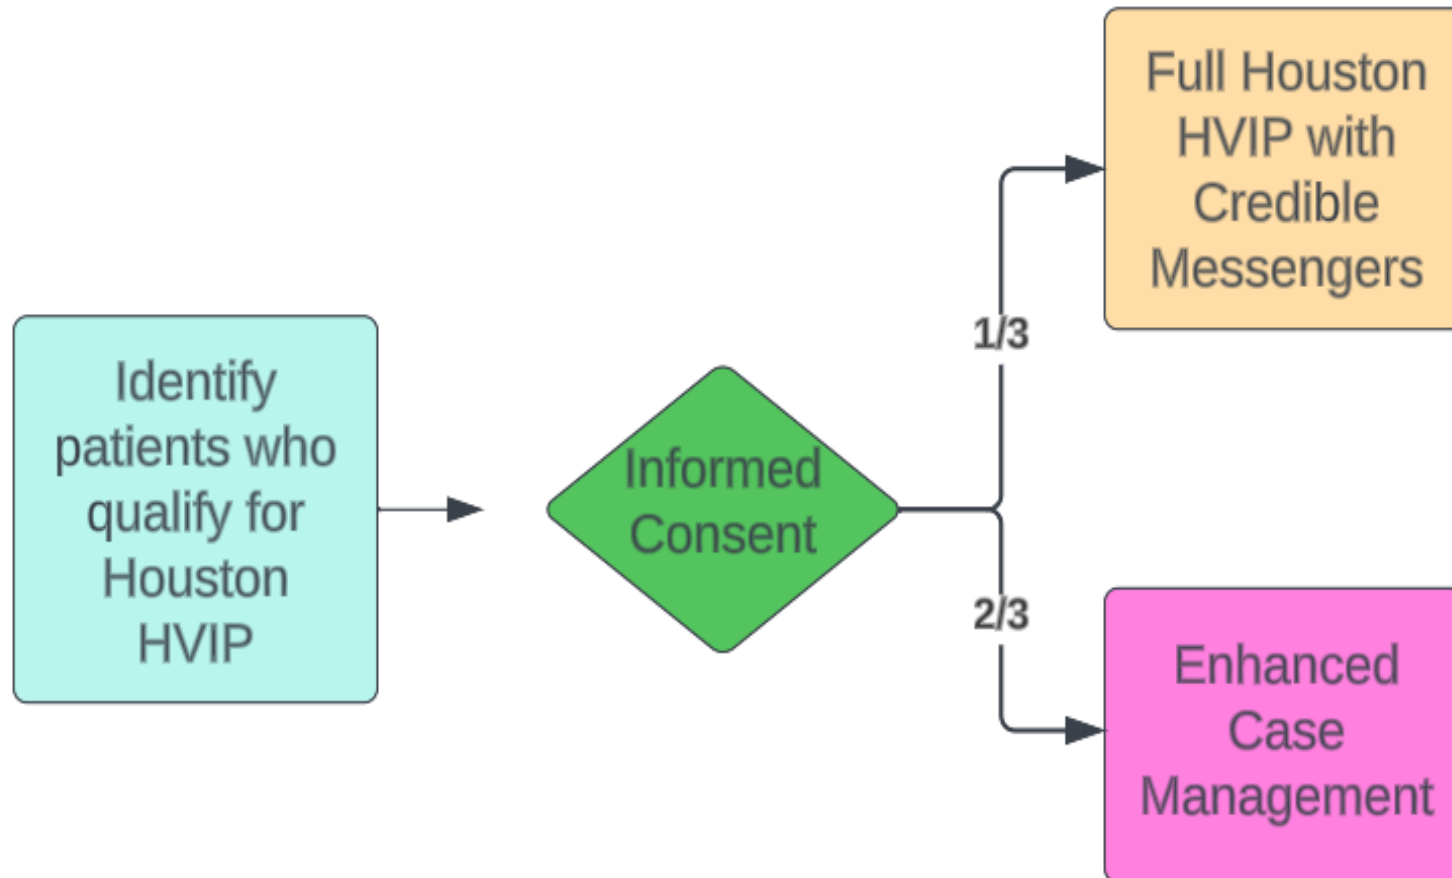 Identify
patients who
qualify for
Houston
HVIP
Informed
Consent
1/3
2/3
Full Houston
HVIP with
Credible
Messengers
Enhanced
Case
Management